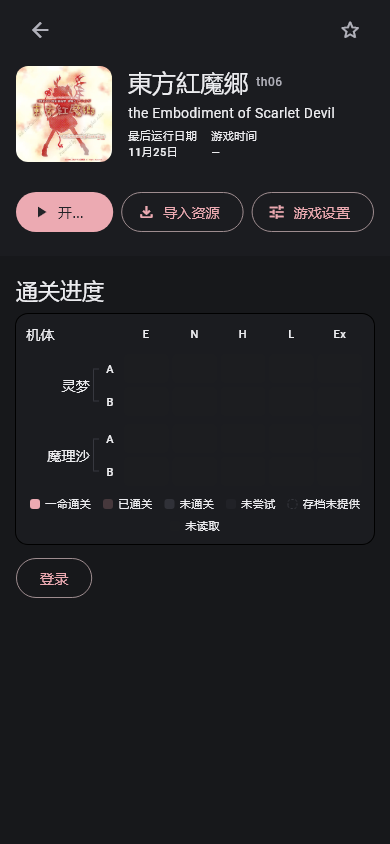 東方紅魔郷 th06
the Embodiment of Scarlet Devil
最后运行日期 游戏时间
11月25日 —
开... 导入资源 游戏设置
通关进度
机体 E N H L Ex
A
灵梦
B
A
魔理沙
B
一命通关 已通关 未通关 未尝试 存档未提供
未读取
登录